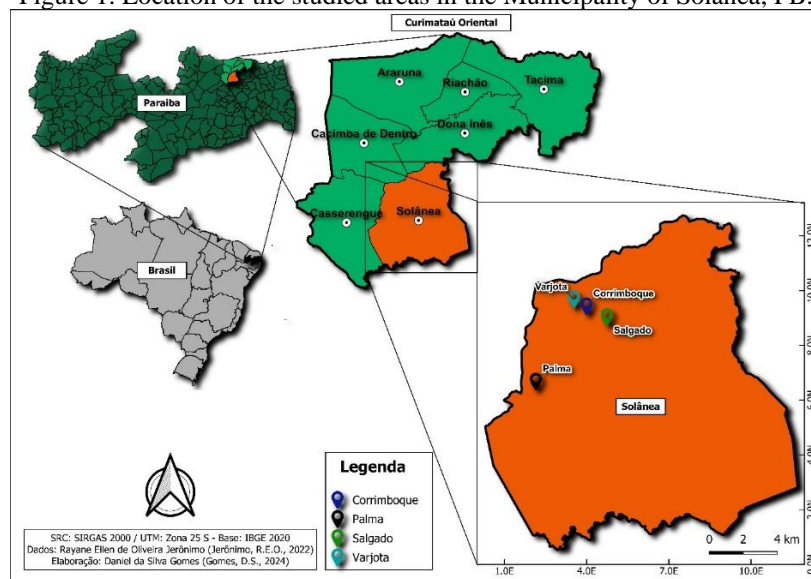 Figure 1: Location of the studied areas in the Municipality of Solânea, PB.
Curimataú Oriental
Paraíba
Araruna
Riachão
Tacima
Cacimba de Dentro
Dona Inês
Casserengue
Solânea
Brasil
Varjota
Corrimboque
Salgado
Palma
Solânea
Legenda
Corrimboque
Palma
Salgado
Varjota
SRC: SIRGAS 2000 / UTM: Zona 25 S - Base: IBGE 2020
Dados: Rayane Ellen de Oliveira Jerônimo (Jerônimo, R.E.O., 2022)
Elaboração: Daniel da Silva Gomes (Gomes, D.S., 2024)
0 2 4 km
1.0E 4.0E 7.0E 10.0E